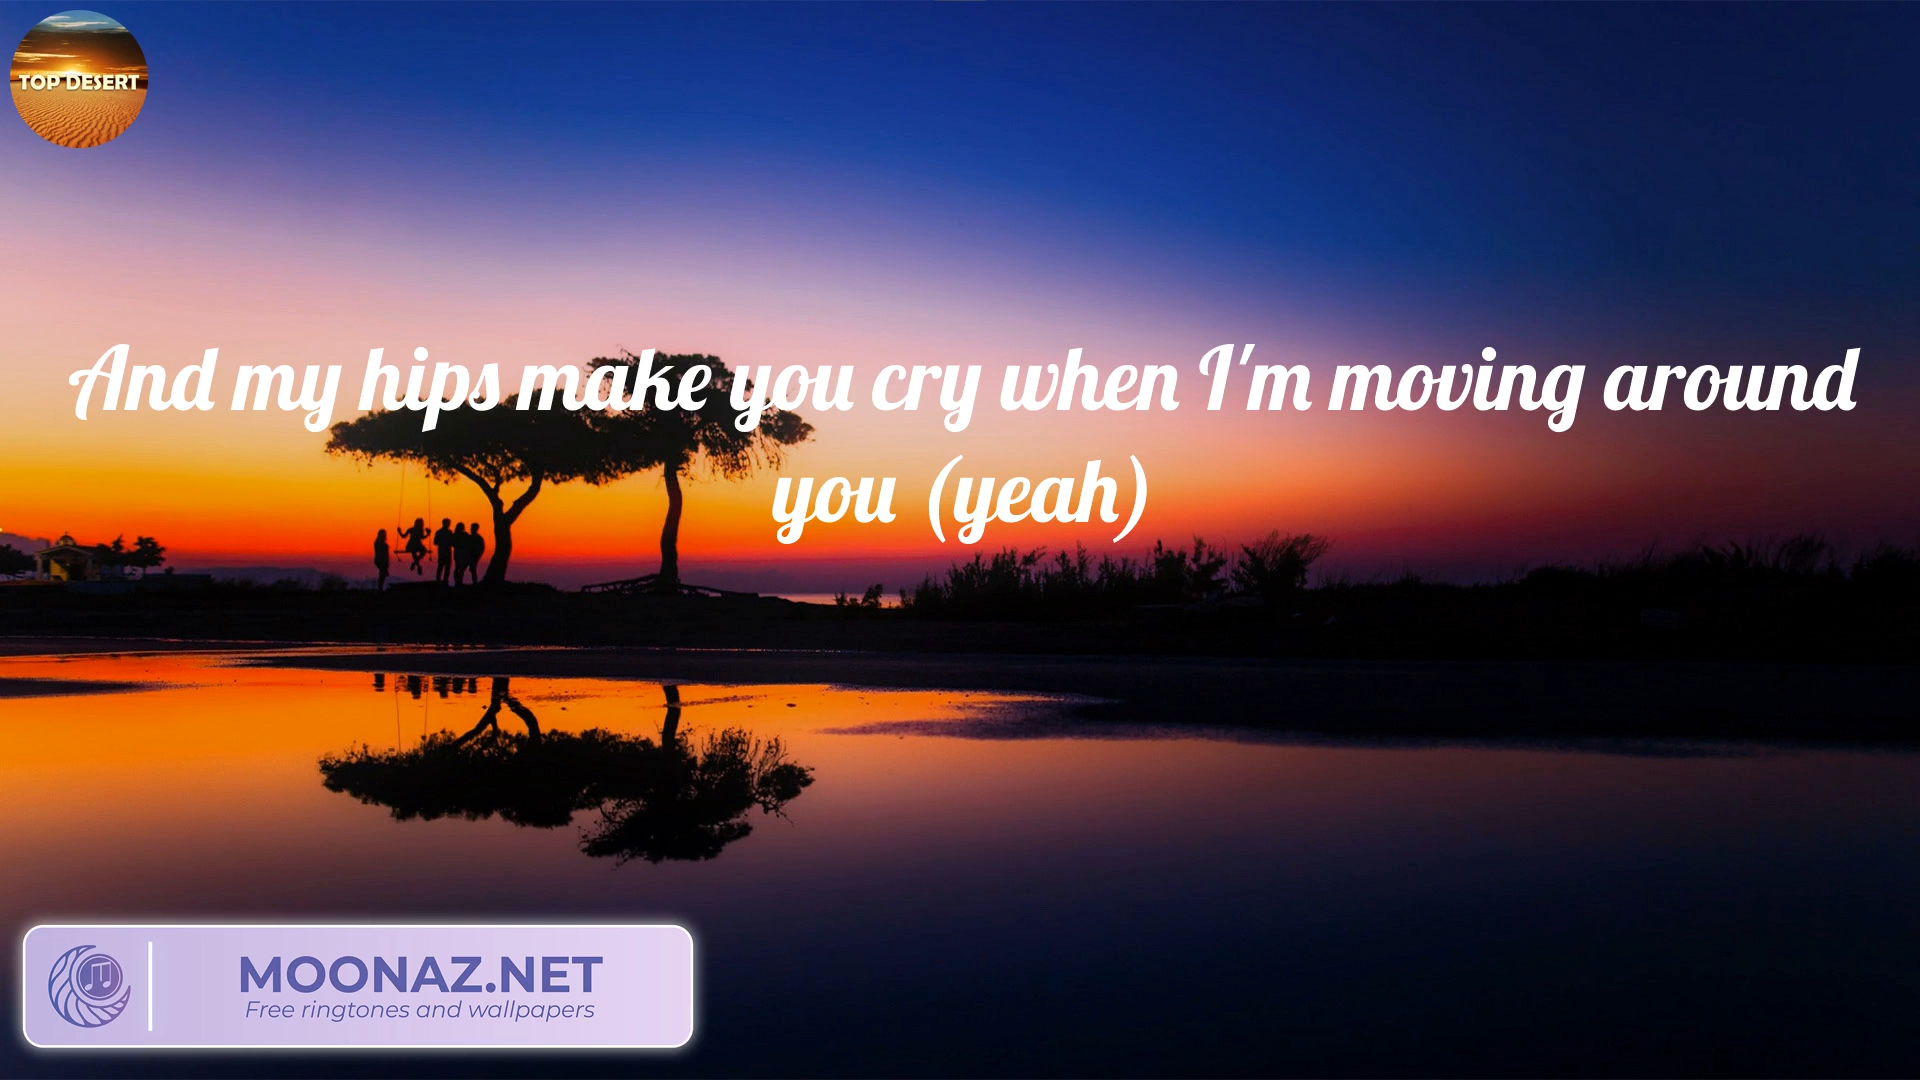 TOP DESERT
And my hips make you cry when I'm moving around
you (yeah)
MOONAZ.NET
Free ringtones and wallpapers